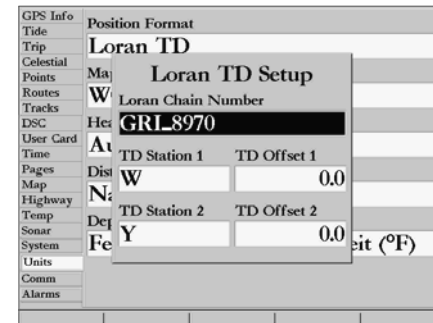 GPS Info
Tide
Trip
Celestial
Points
Routes
Tracks
DSC
User Card
Time
Pages
Map
Highway
Temp
Sonar
System
Units
Comm
Alarms
Position Format
Loran TD
Loran TD Setup
Loran Chain Number
GRI_8970
TD Station 1 TD Offset 1
W 0.0
TD Station 2 TD Offset 2
Y 0.0
(°F)